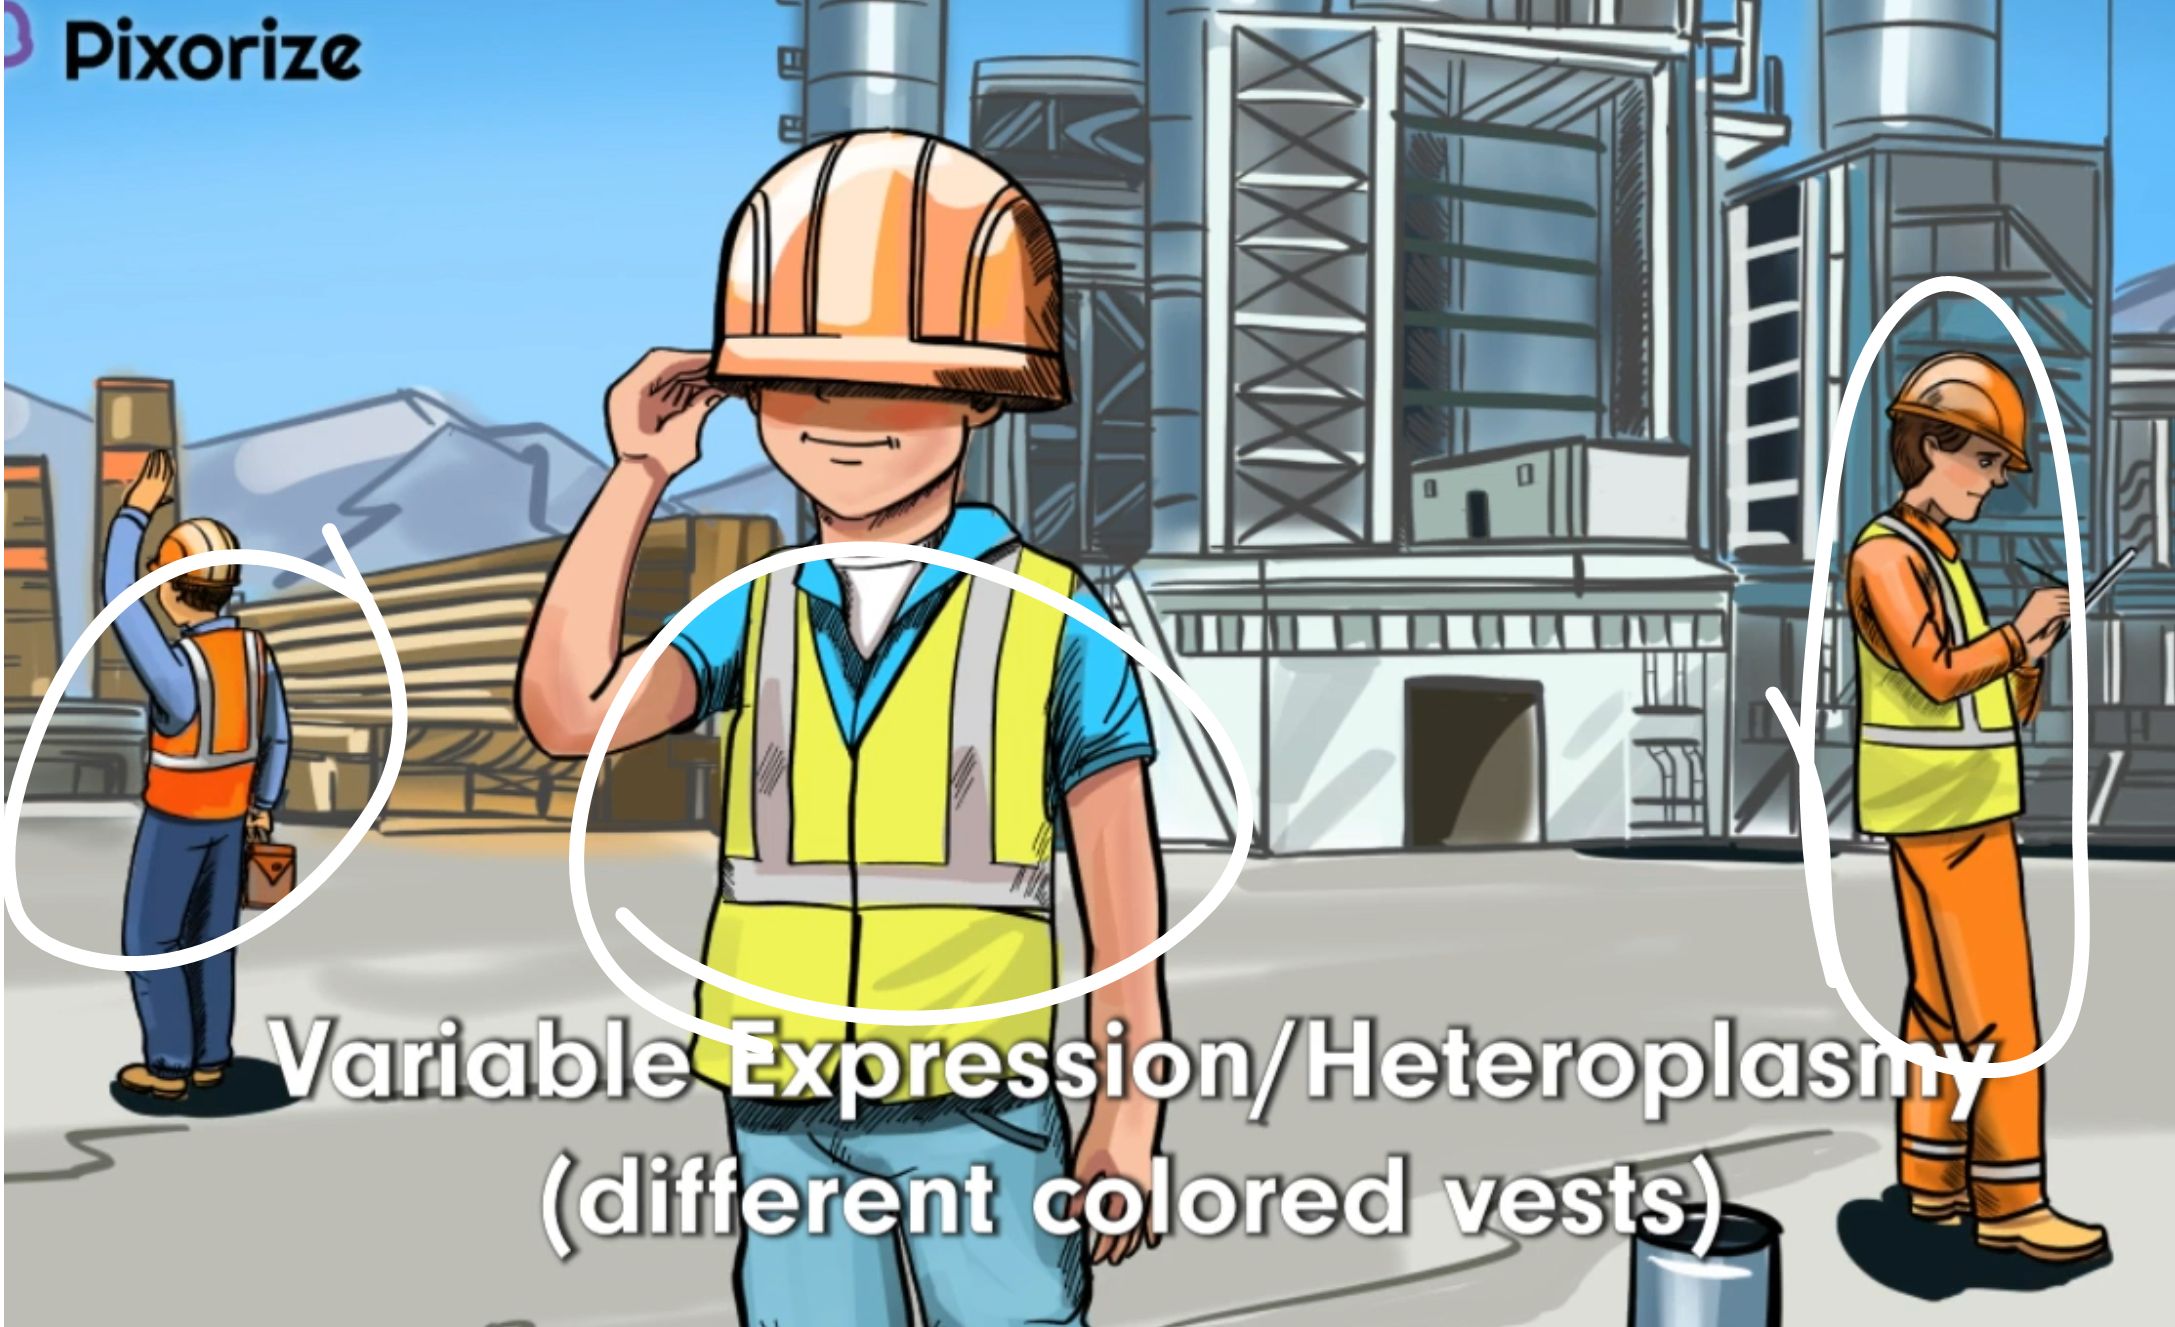 Pixorize
Variable Expression/Heteroplasmy
(different colored vests)